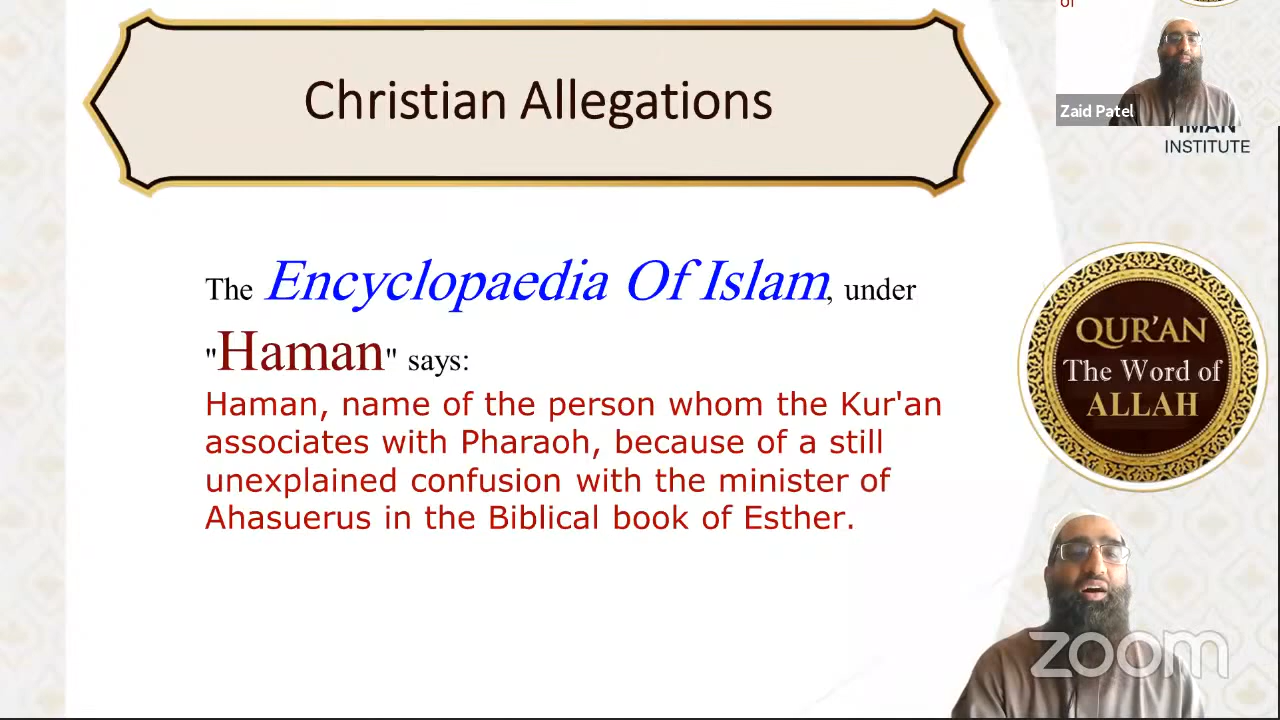 of
Christian Allegations
Zaid Patel
IMAN
INSTITUTE
The Encyclopaedia Of Islam, under
"Haman" says:
Haman, name of the person whom the Kur'an
associates with Pharaoh, because of a still
unexplained confusion with the minister of
Ahasuerus in the Biblical book of Esther.
QUR'AN
The Word of
ALLAH
zoom